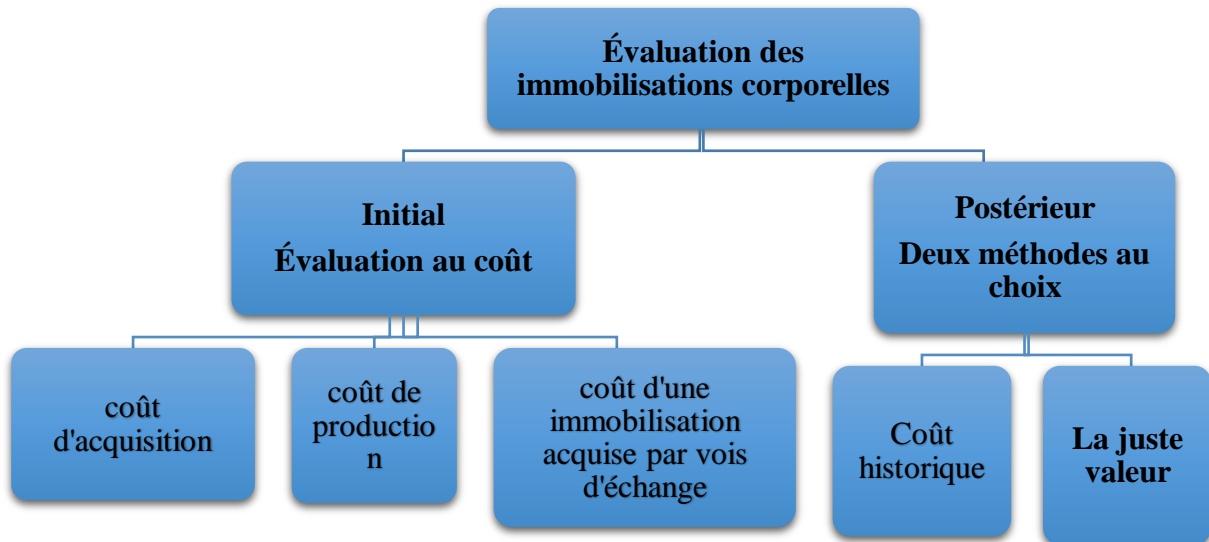 Évaluation des
immobilisations corporelles
Initial
Évaluation au coût
Postérieur
Deux méthodes au
choix
coût
d'acquisition
coût de
productio
n
coût d'une
immobilisation
acquise par vois
d'échange
Coût
historique
La juste
valeur